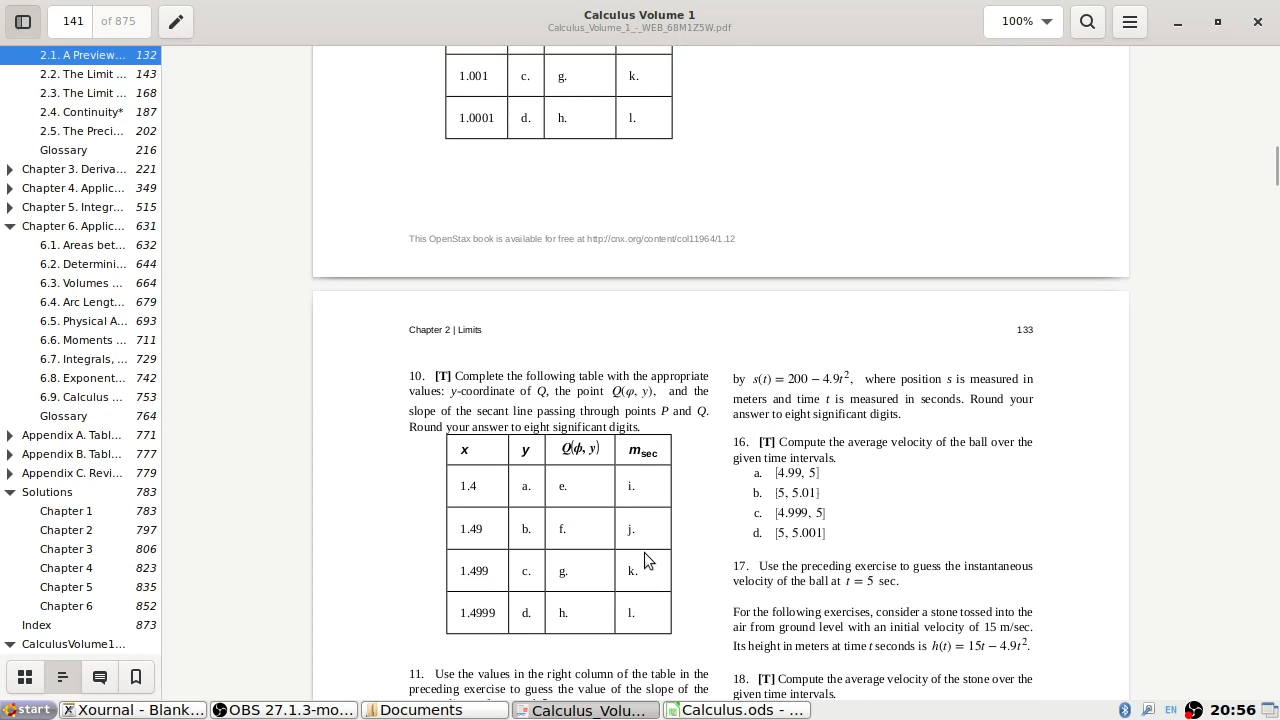 141 of 875
Calculus Volume 1
Calculus_Volume_1_-_WEB_68M1Z5W.pdf
100%
2.1. A Preview... 132
2.2. The Limit ... 143
2.3. The Limit ... 168
2.4. Continuity* 187
2.5. The Preci... 202
Glossary 216
Chapter 3. Deriva... 221
Chapter 4. Applic... 349
Chapter 5. Integr... 515
Chapter 6. Applic... 631
6.1. Areas bet... 632
6.2. Determini... 644
6.3. Volumes ... 664
6.4. Arc Lengt... 679
6.5. Physical A... 693
6.6. Moments ... 711
6.7. Integrals, ... 729
6.8. Exponent... 742
6.9. Calculus ... 753
Glossary 764
Appendix A. Tabl... 771
Appendix B. Tabl... 777
Appendix C. Revi... 779
Solutions 783
Chapter 1 783
Chapter 2 797
Chapter 3 806
Chapter 4 823
Chapter 5 835
Chapter 6 852
Index 873
CalculusVolume1...
1.001 c. g. k.
1.0001 d. h. l.
This OpenStax book is available for free at http://cnx.org/content/col11964/1.12
Chapter 2 | Limits 133
10. [T] Complete the following table with the appropriate
values: y-coordinate of Q, the point Q(φ, y), and the
slope of the secant line passing through points P and Q.
Round your answer to eight significant digits.
x y Q(ϕ, y) msec
1.4 a. e. i.
1.49 b. f. j.
1.499 c. g. k.
1.4999 d. h. l.
11. Use the values in the right column of the table in the
preceding exercise to guess the value of the slope of the
by s(t) = 200 − 4.9t², where position s is measured in
meters and time t is measured in seconds. Round your
answer to eight significant digits.
16. [T] Compute the average velocity of the ball over the
given time intervals.
a. [4.99, 5]
b. [5, 5.01]
c. [4.999, 5]
d. [5, 5.001]
17. Use the preceding exercise to guess the instantaneous
velocity of the ball at t = 5 sec.
For the following exercises, consider a stone tossed into the
air from ground level with an initial velocity of 15 m/sec.
Its height in meters at time t seconds is h(t) = 15t − 4.9t².
18. [T] Compute the average velocity of the stone over the
given time intervals.
start Xournal - Blank... OBS 27.1.3-mo... Documents Calculus_Volu... Calculus.ods - ... EN 20:56